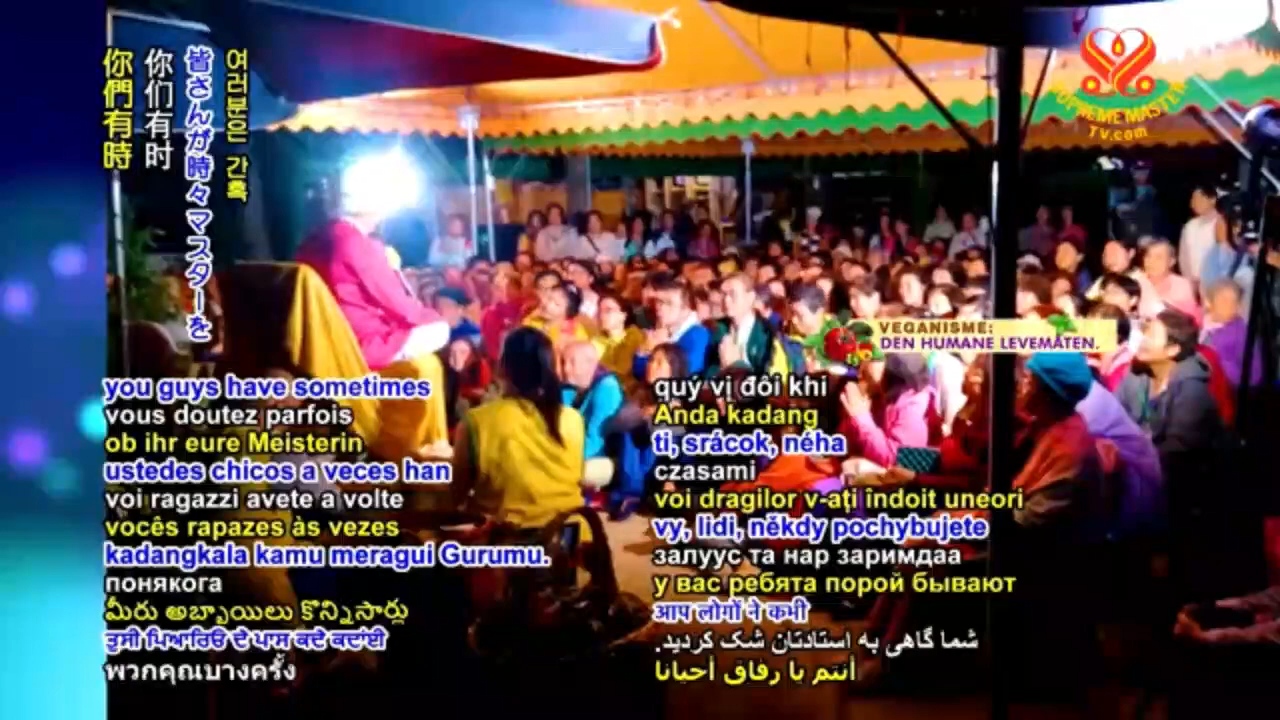 你們有時
你们有时
皆さんが時々マスターを
여러분은 간혹
SUPREME MASTER
TV.com
VEGANISME:
DEN HUMANE LEVEMÅTEN.
you guys have sometimes
vous doutez parfois
ob ihr eure Meisterin
ustedes chicos a veces han
voi ragazzi avete a volte
vocês rapazes às vezes
kadangkala kamu meragui Gurumu.
понякога
మీరు అబ్బాయిలు కొన్నిసార్లు
ਤੁਸੀ ਪਿਆਰਿਓ ਦੇ ਪਾਸ ਕਦੇ ਕਦਾਂਈ
พวกคุณบางครั้ง
quý vị đôi khi
Anda kadang
ti, srácok, néha
czasami
voi dragilor v-ați îndoit uneori
vy, lidi, někdy pochybujete
залуус та нар заримдаа
у вас ребята порой бывают
आप लोगों ने कभी
شما گاهی به استادتان شک کردید.
أنتم يا رفاق أحيانا